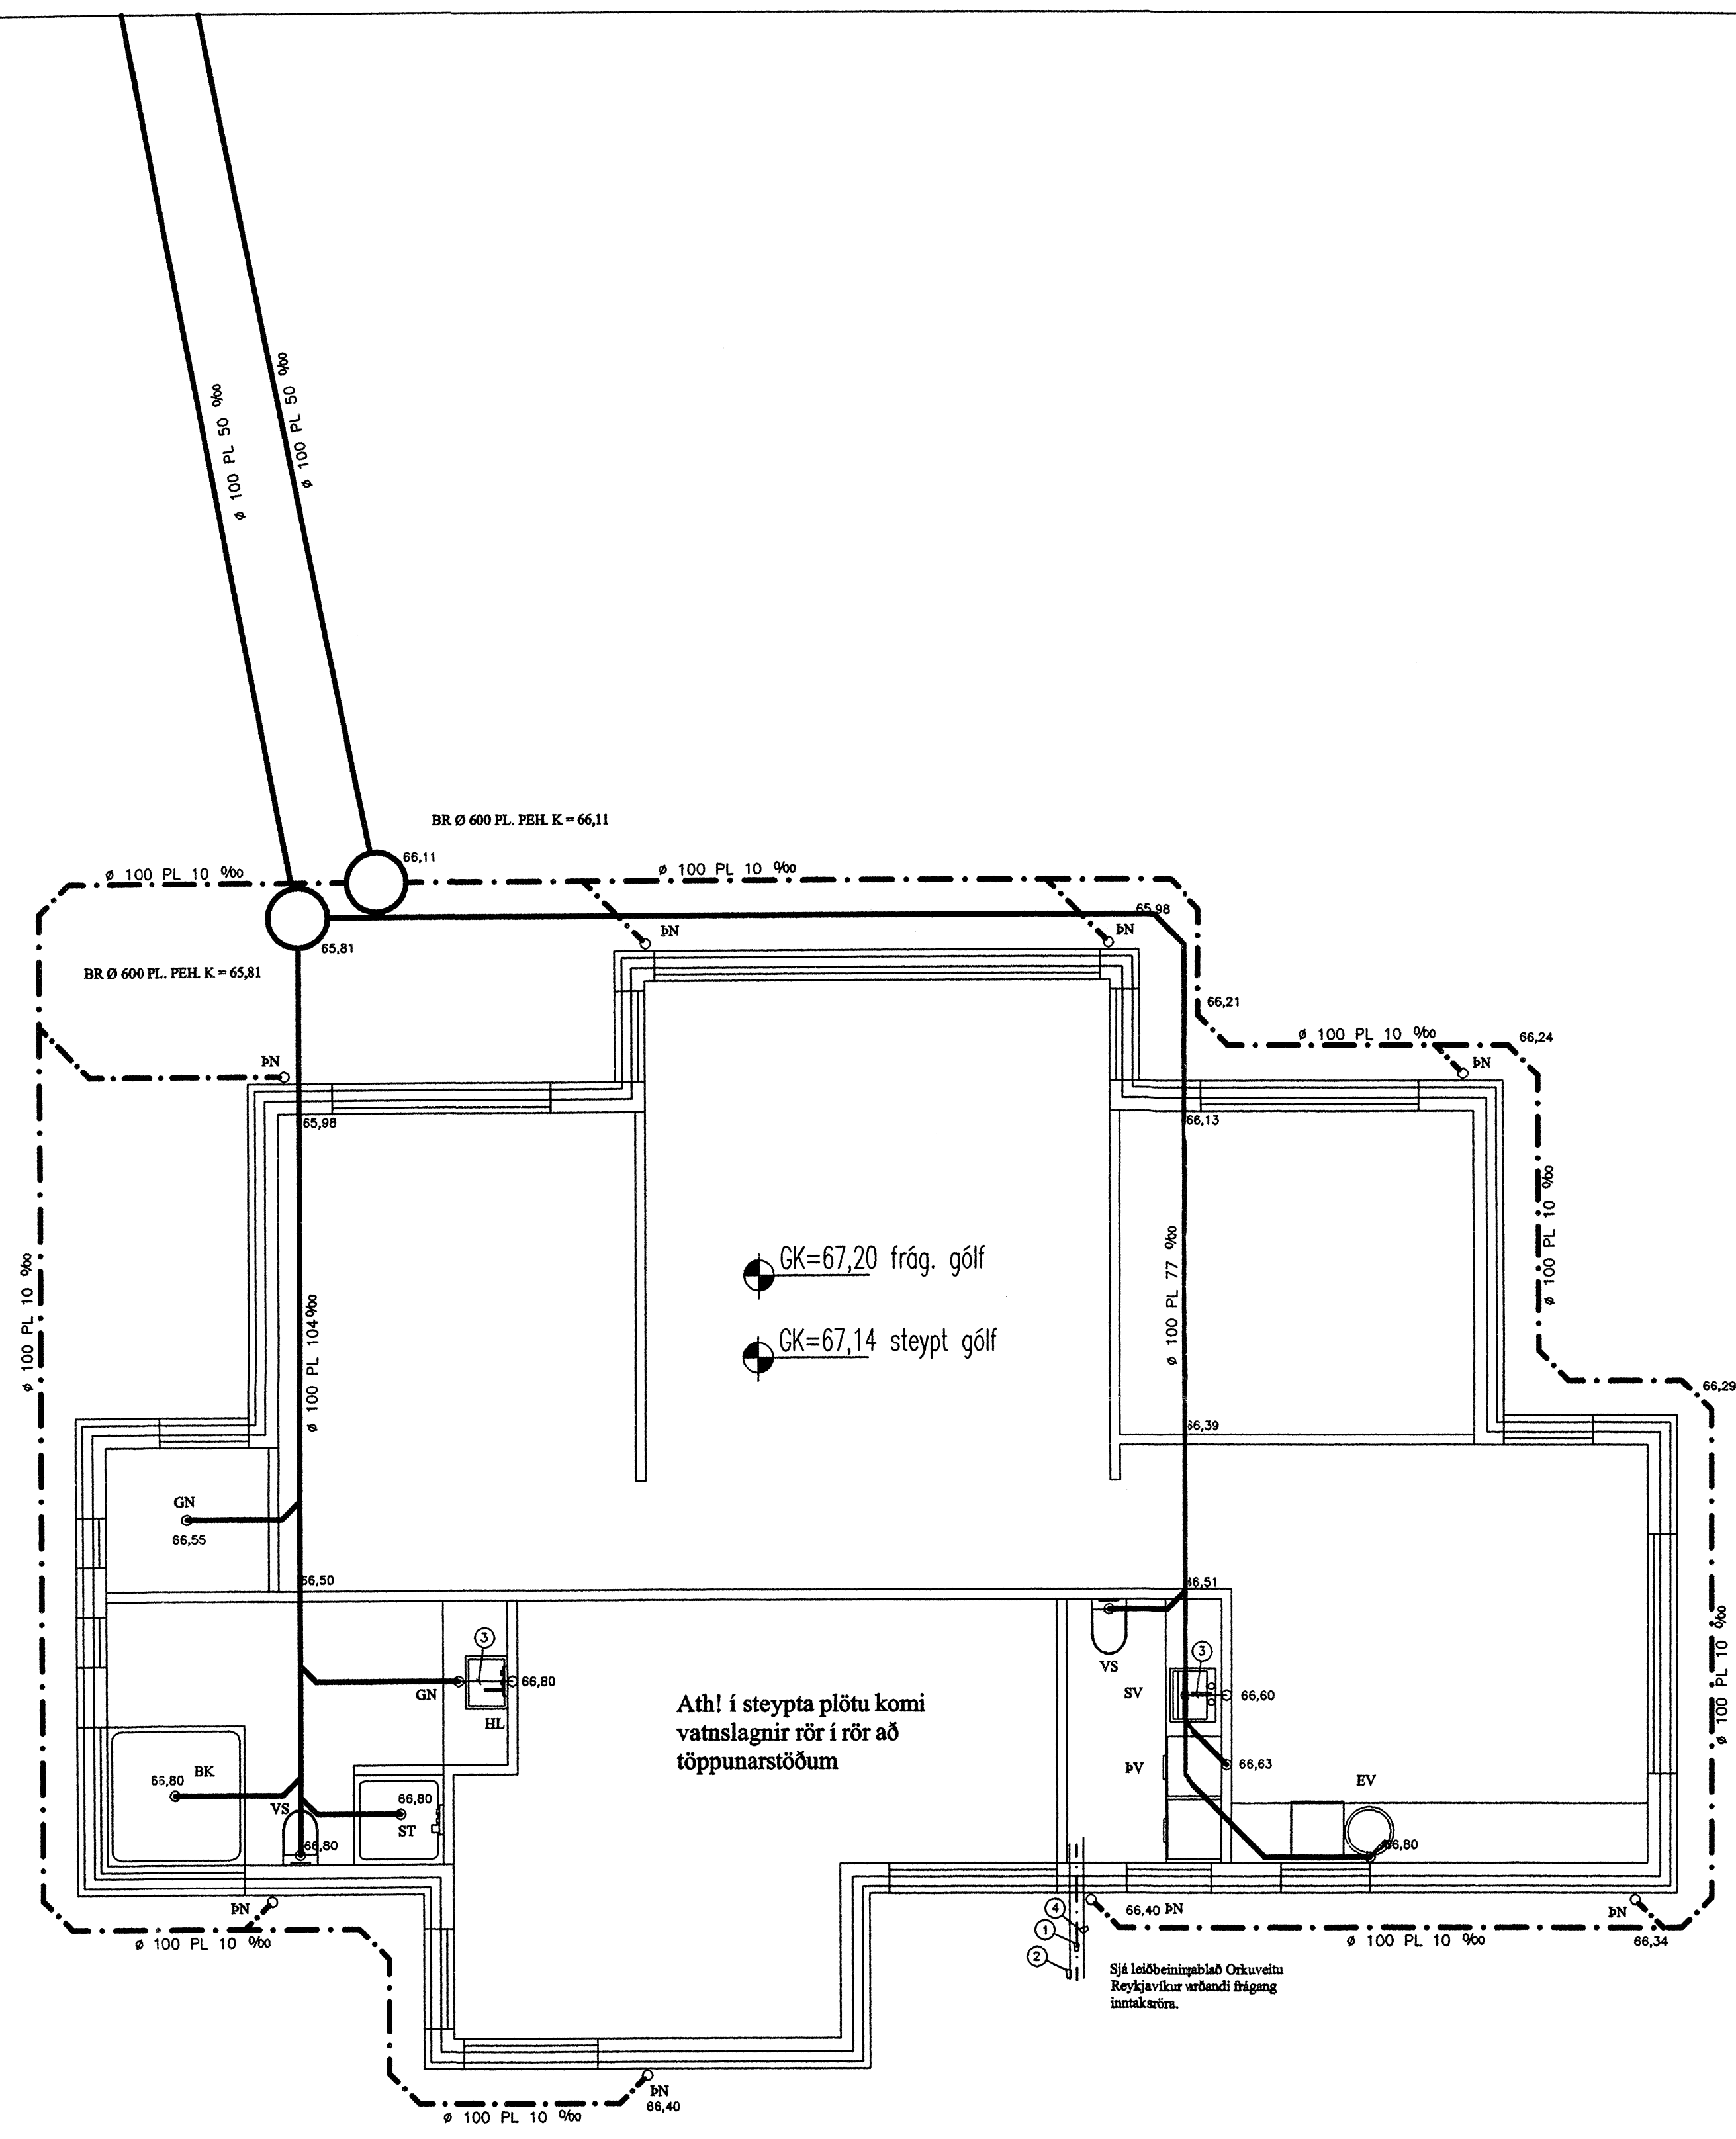 ø 100 PL 50 ‰
ø 100 PL 50 ‰
BR Ø 600 PL. PEH. K = 66,11
66,11
ø 100 PL 10 ‰
ø 100 PL 10 ‰
65,98
ÞN
ÞN
65,81
BR Ø 600 PL. PEH. K = 65,81
66,21
ø 100 PL 10 ‰
66,24
ÞN
ÞN
65,98
66,13
ø 100 PL 10 ‰
ø 100 PL 10 ‰
ø 100 PL 104‰
ø 100 PL 77 ‰
GK=67,20 frág. gólf
GK=67,14 steypt gólf
66,29
66,39
GN
66,55
66,50
66,51
3
66,80
GN
HL
VS
3
SV
66,60
ø 100 PL 10 ‰
Ath! í steypta plötu komi
vatnslagnir rör í rör að
töppunarstöðum
66,63
ÞV
EV
BK
66,80
VS
66,80
ST
66,80
66,80
ÞN
4
66,40 ÞN
ÞN
1
ø 100 PL 10 ‰
ø 100 PL 10 ‰
66,34
2
Sjá leiðbeiningablað Orkuveitu
Reykjavíkur varðandi frágang
inntaksröra.
ÞN
66,40
ø 100 PL 10 ‰